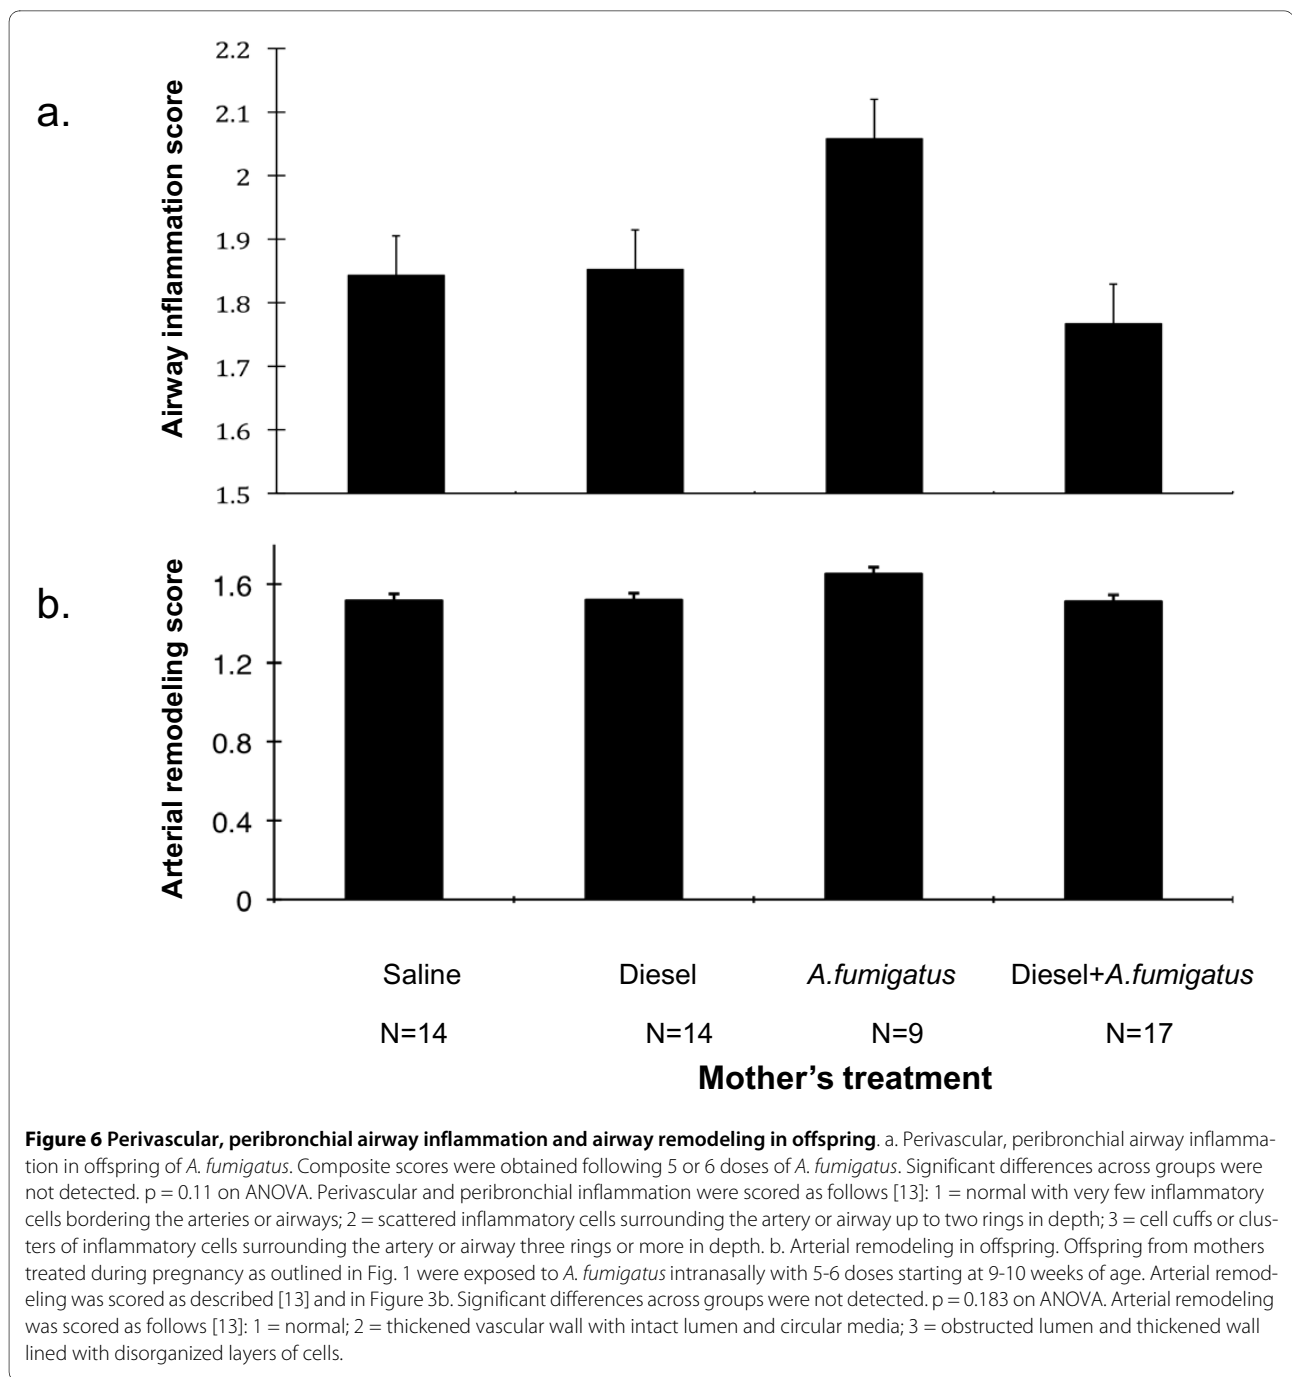 a.
Airway inflammation score
2.2
2.1
2
1.9
1.8
1.7
1.6
1.5
b.
Arterial remodeling score
1.6
1.2
0.8
0.4
0
Saline Diesel A.fumigatus Diesel+A.fumigatus
N=14 N=14 N=9 N=17
Mother's treatment
Figure 6 Perivascular, peribronchial airway inflammation and airway remodeling in offspring. a. Perivascular, peribronchial airway inflamma-
tion in offspring of A. fumigatus. Composite scores were obtained following 5 or 6 doses of A. fumigatus. Significant differences across groups were
not detected. p = 0.11 on ANOVA. Perivascular and peribronchial inflammation were scored as follows [13]: 1 = normal with very few inflammatory
cells bordering the arteries or airways; 2 = scattered inflammatory cells surrounding the artery or airway up to two rings in depth; 3 = cell cuffs or clus-
ters of inflammatory cells surrounding the artery or airway three rings or more in depth. b. Arterial remodeling in offspring. Offspring from mothers
treated during pregnancy as outlined in Fig. 1 were exposed to A. fumigatus intranasally with 5-6 doses starting at 9-10 weeks of age. Arterial remod-
eling was scored as described [13] and in Figure 3b. Significant differences across groups were not detected. p = 0.183 on ANOVA. Arterial remodeling
was scored as follows [13]: 1 = normal; 2 = thickened vascular wall with intact lumen and circular media; 3 = obstructed lumen and thickened wall
lined with disorganized layers of cells.